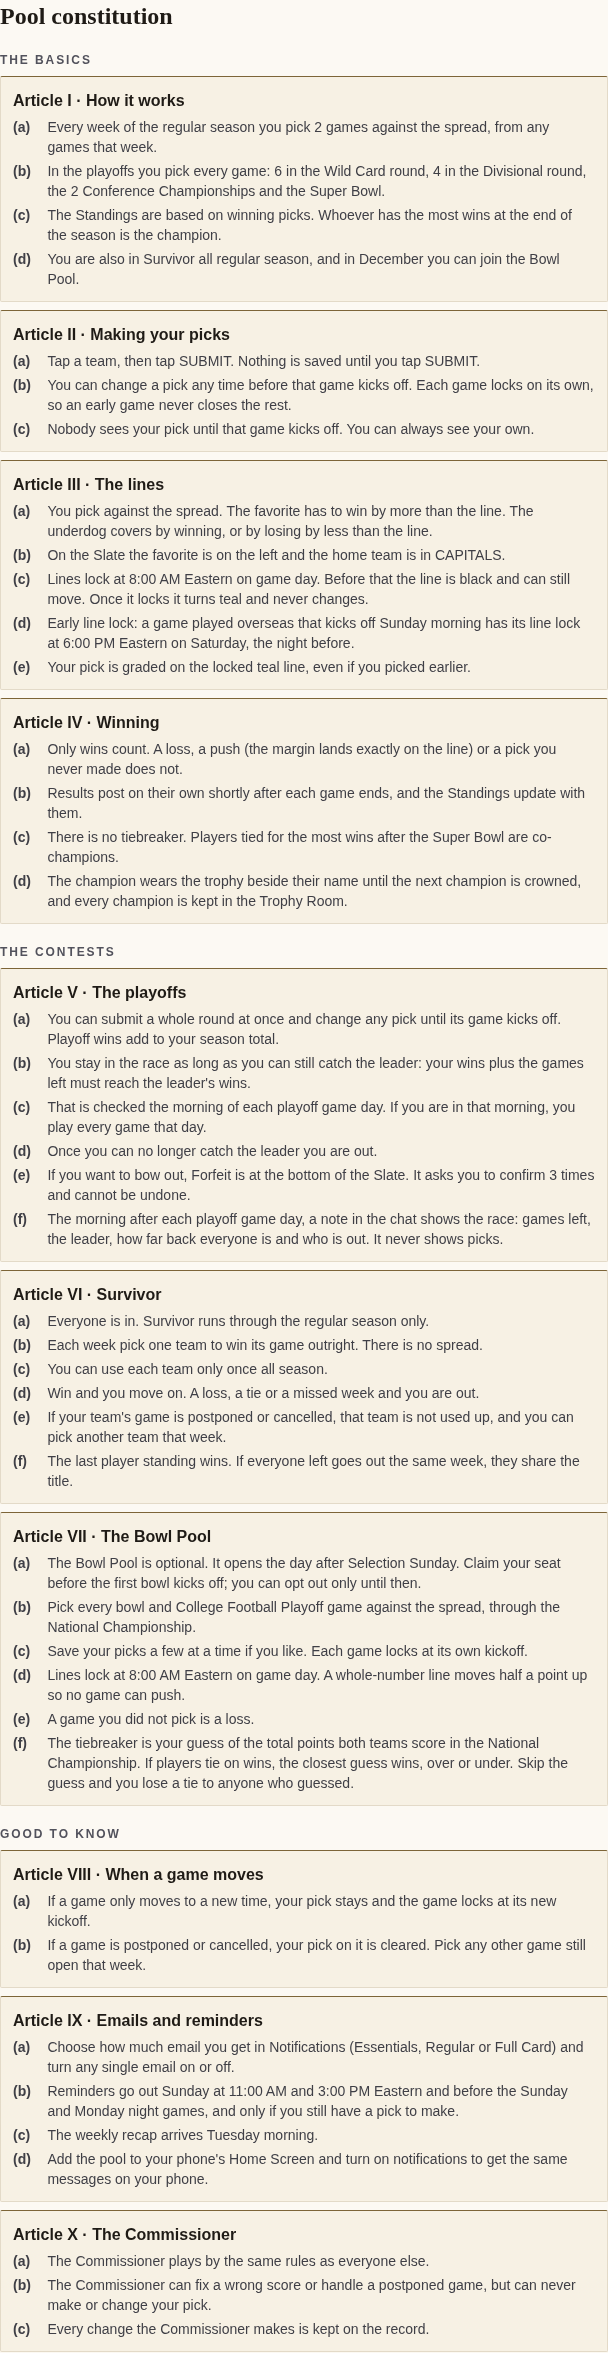 Pool constitution
THE BASICS
Article I · How it works
(a) Every week of the regular season you pick 2 games against the spread, from any
games that week.
(b) In the playoffs you pick every game: 6 in the Wild Card round, 4 in the Divisional round,
the 2 Conference Championships and the Super Bowl.
(c) The Standings are based on winning picks. Whoever has the most wins at the end of
the season is the champion.
(d) You are also in Survivor all regular season, and in December you can join the Bowl
Pool.
Article II · Making your picks
(a) Tap a team, then tap SUBMIT. Nothing is saved until you tap SUBMIT.
(b) You can change a pick any time before that game kicks off. Each game locks on its own,
so an early game never closes the rest.
(c) Nobody sees your pick until that game kicks off. You can always see your own.
Article III · The lines
(a) You pick against the spread. The favorite has to win by more than the line. The
underdog covers by winning, or by losing by less than the line.
(b) On the Slate the favorite is on the left and the home team is in CAPITALS.
(c) Lines lock at 8:00 AM Eastern on game day. Before that the line is black and can still
move. Once it locks it turns teal and never changes.
(d) Early line lock: a game played overseas that kicks off Sunday morning has its line lock
at 6:00 PM Eastern on Saturday, the night before.
(e) Your pick is graded on the locked teal line, even if you picked earlier.
Article IV · Winning
(a) Only wins count. A loss, a push (the margin lands exactly on the line) or a pick you
never made does not.
(b) Results post on their own shortly after each game ends, and the Standings update with
them.
(c) There is no tiebreaker. Players tied for the most wins after the Super Bowl are co-
champions.
(d) The champion wears the trophy beside their name until the next champion is crowned,
and every champion is kept in the Trophy Room.
THE CONTESTS
Article V · The playoffs
(a) You can submit a whole round at once and change any pick until its game kicks off.
Playoff wins add to your season total.
(b) You stay in the race as long as you can still catch the leader: your wins plus the games
left must reach the leader's wins.
(c) That is checked the morning of each playoff game day. If you are in that morning, you
play every game that day.
(d) Once you can no longer catch the leader you are out.
(e) If you want to bow out, Forfeit is at the bottom of the Slate. It asks you to confirm 3 times
and cannot be undone.
(f) The morning after each playoff game day, a note in the chat shows the race: games left,
the leader, how far back everyone is and who is out. It never shows picks.
Article VI · Survivor
(a) Everyone is in. Survivor runs through the regular season only.
(b) Each week pick one team to win its game outright. There is no spread.
(c) You can use each team only once all season.
(d) Win and you move on. A loss, a tie or a missed week and you are out.
(e) If your team's game is postponed or cancelled, that team is not used up, and you can
pick another team that week.
(f) The last player standing wins. If everyone left goes out the same week, they share the
title.
Article VII · The Bowl Pool
(a) The Bowl Pool is optional. It opens the day after Selection Sunday. Claim your seat
before the first bowl kicks off; you can opt out only until then.
(b) Pick every bowl and College Football Playoff game against the spread, through the
National Championship.
(c) Save your picks a few at a time if you like. Each game locks at its own kickoff.
(d) Lines lock at 8:00 AM Eastern on game day. A whole-number line moves half a point up
so no game can push.
(e) A game you did not pick is a loss.
(f) The tiebreaker is your guess of the total points both teams score in the National
Championship. If players tie on wins, the closest guess wins, over or under. Skip the
guess and you lose a tie to anyone who guessed.
GOOD TO KNOW
Article VIII · When a game moves
(a) If a game only moves to a new time, your pick stays and the game locks at its new
kickoff.
(b) If a game is postponed or cancelled, your pick on it is cleared. Pick any other game still
open that week.
Article IX · Emails and reminders
(a) Choose how much email you get in Notifications (Essentials, Regular or Full Card) and
turn any single email on or off.
(b) Reminders go out Sunday at 11:00 AM and 3:00 PM Eastern and before the Sunday
and Monday night games, and only if you still have a pick to make.
(c) The weekly recap arrives Tuesday morning.
(d) Add the pool to your phone's Home Screen and turn on notifications to get the same
messages on your phone.
Article X · The Commissioner
(a) The Commissioner plays by the same rules as everyone else.
(b) The Commissioner can fix a wrong score or handle a postponed game, but can never
make or change your pick.
(c) Every change the Commissioner makes is kept on the record.